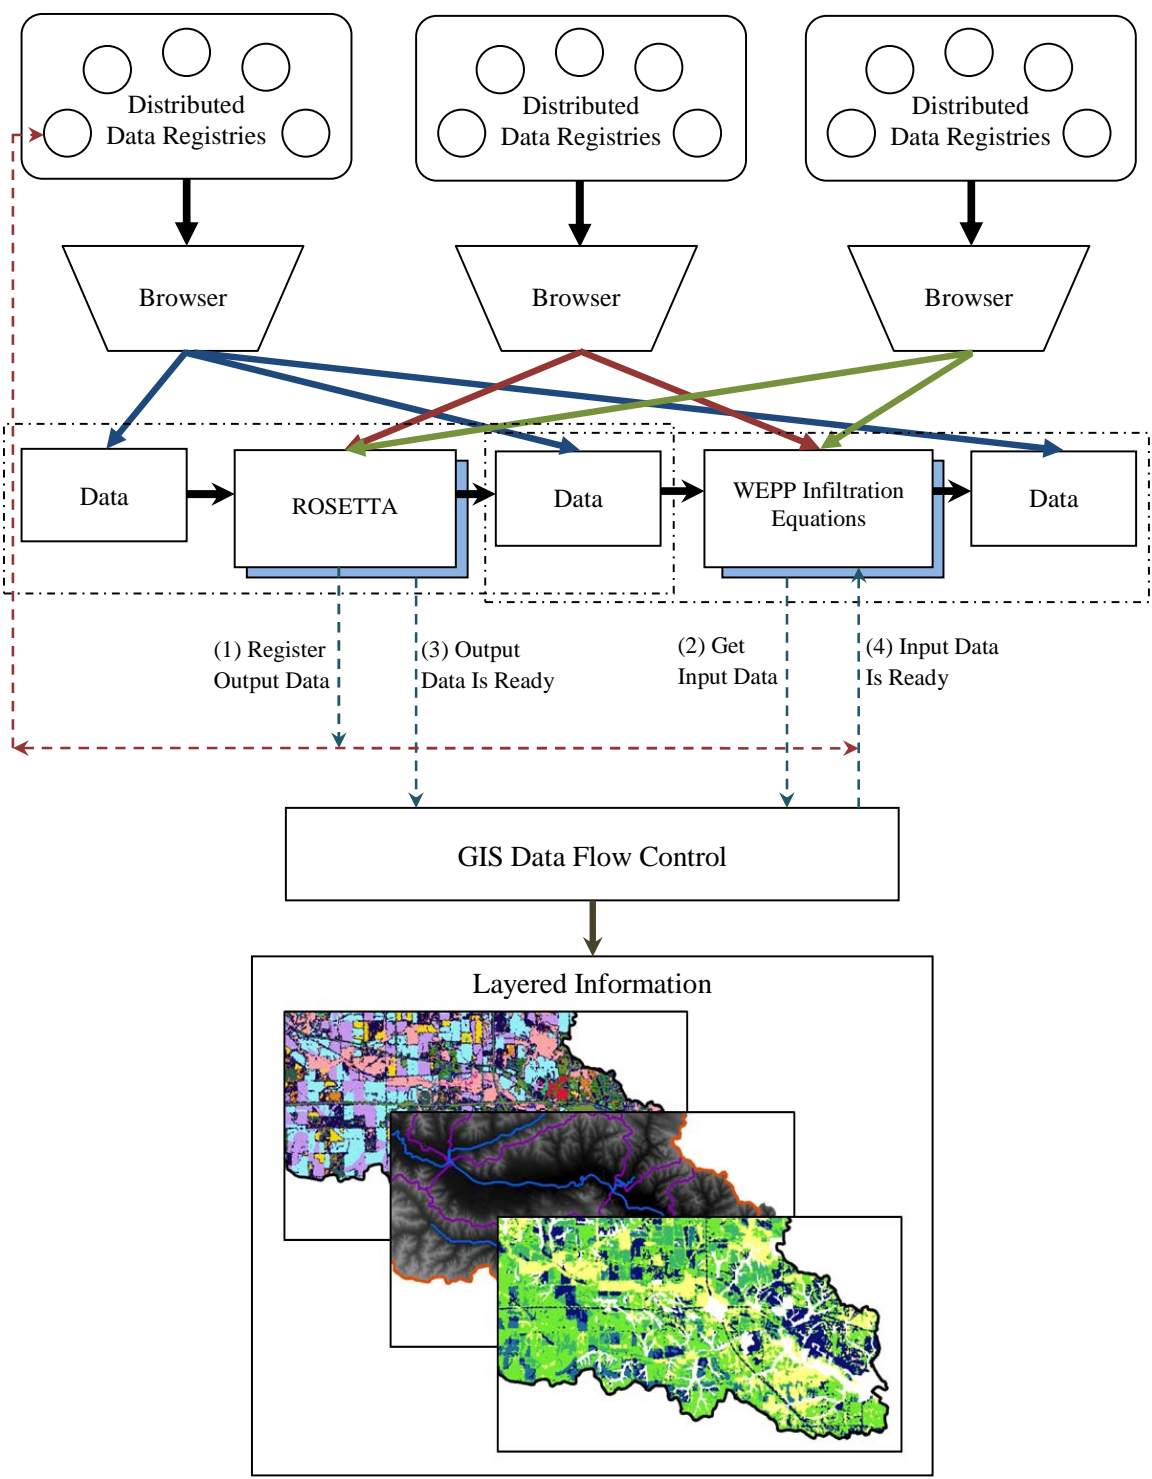 Distributed
Data Registries
Distributed
Data Registries
Distributed
Data Registries
Browser
Browser
Browser
Data
ROSETTA
Data
WEPP Infiltration
Equations
Data
(1) Register
Output Data
(3) Output
Data Is Ready
(2) Get
Input Data
(4) Input Data
Is Ready
GIS Data Flow Control
Layered Information